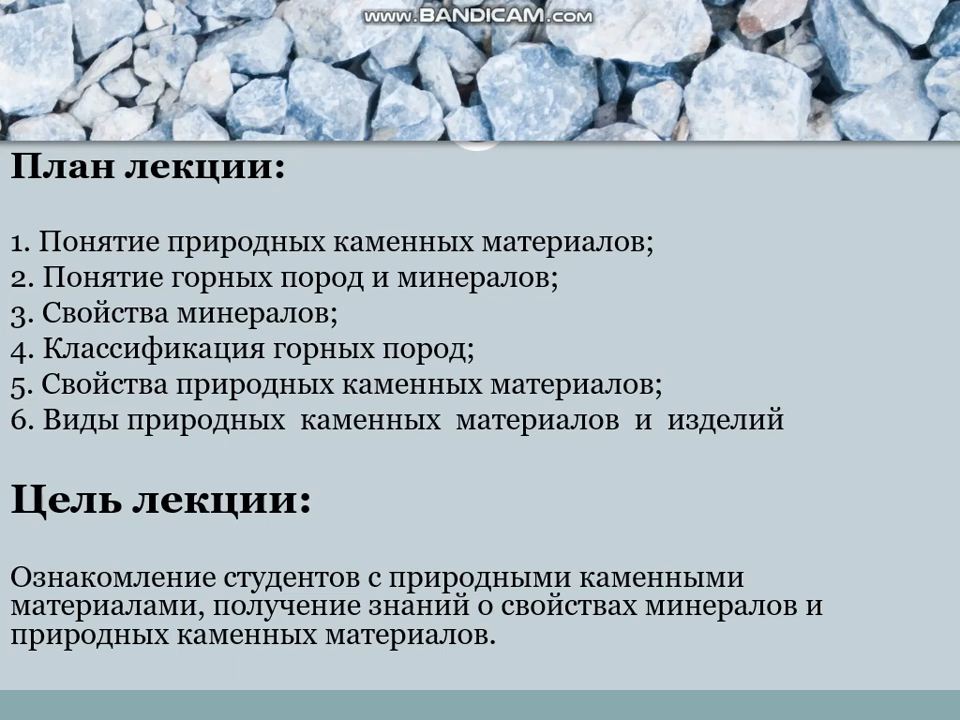 www.BANDICAM.com
План лекции:
1. Понятие природных каменных материалов;
2. Понятие горных пород и минералов;
3. Свойства минералов;
4. Классификация горных пород;
5. Свойства природных каменных материалов;
6. Виды природных каменных материалов и изделий
Цель лекции:
Ознакомление студентов с природными каменными
материалами, получение знаний о свойствах минералов и
природных каменных материалов.